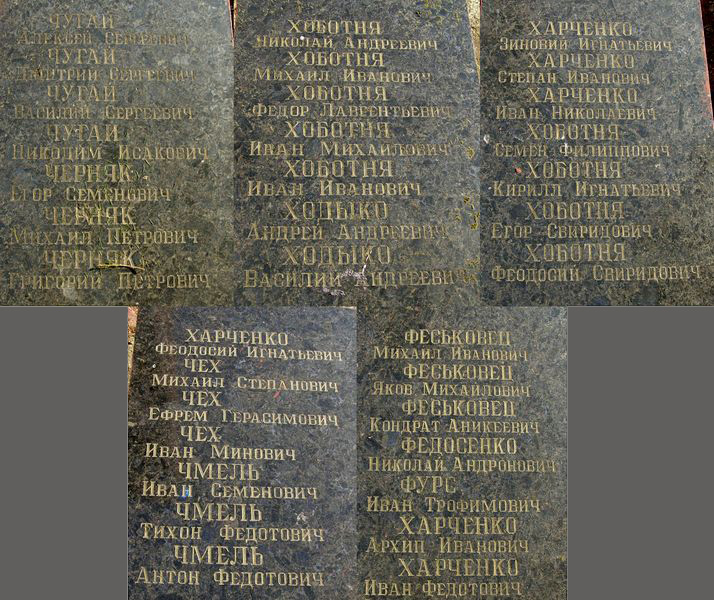 ЧУГАЙ
Алексей Сергеевич
ЧУГАЙ
Дмитрий Сергеевич
ЧУГАЙ
Василий Сергеевич
ЧУГАЙ
Никодим Исакович
ЧЕРНЯК
Егор Семенович
ЧЕРНЯК
Михаил Петрович
ЧЕРНЯК
Григорий Петрович
ХОБОТНЯ
Николай Андреевич
ХОБОТНЯ
Михаил Иванович
ХОБОТНЯ
Федор Лаврентьевич
ХОБОТНЯ
Иван Михайлович
ХОБОТНЯ
Иван Иванович
ХОДЫКО
Андрей Андреевич
ХОДЫКО
Василий Андрееви
ХАРЧЕНКО
Зиновий Игнатьевич
ХАРЧЕНКО
Степан Иванович
ХАРЧЕНКО
Иван Николаевич
ХОБОТНЯ
Семен Филиппович
ХОБОТНЯ
Кирилл Игнатьевич
ХОБОТНЯ
Егор Свиридович
ХОБОТНЯ
Феодосий Свиридович
ХАРЧЕНКО
Феодосий Игнатьевич
ЧЕХ
Михаил Степанович
ЧЕХ
Ефрем Герасимович
ЧЕХ
Иван Минович
ЧМЕЛЬ
Иван Семенович
ЧМЕЛЬ
Тихон Федотович
ЧМЕЛЬ
Антон Федотович
ФЕСЬКОВЕЦ
Михаил Иванович
ФЕСЬКОВЕЦ
Яков Михайлович
ФЕСЬКОВЕЦ
Кондрат Аникеевич
ФЕДОСЕНКО
Николай Андронович
ФУРС
Иван Трофимович
ХАРЧЕНКО
Архип Иванович
ХАРЧЕНКО
Иван Федотович